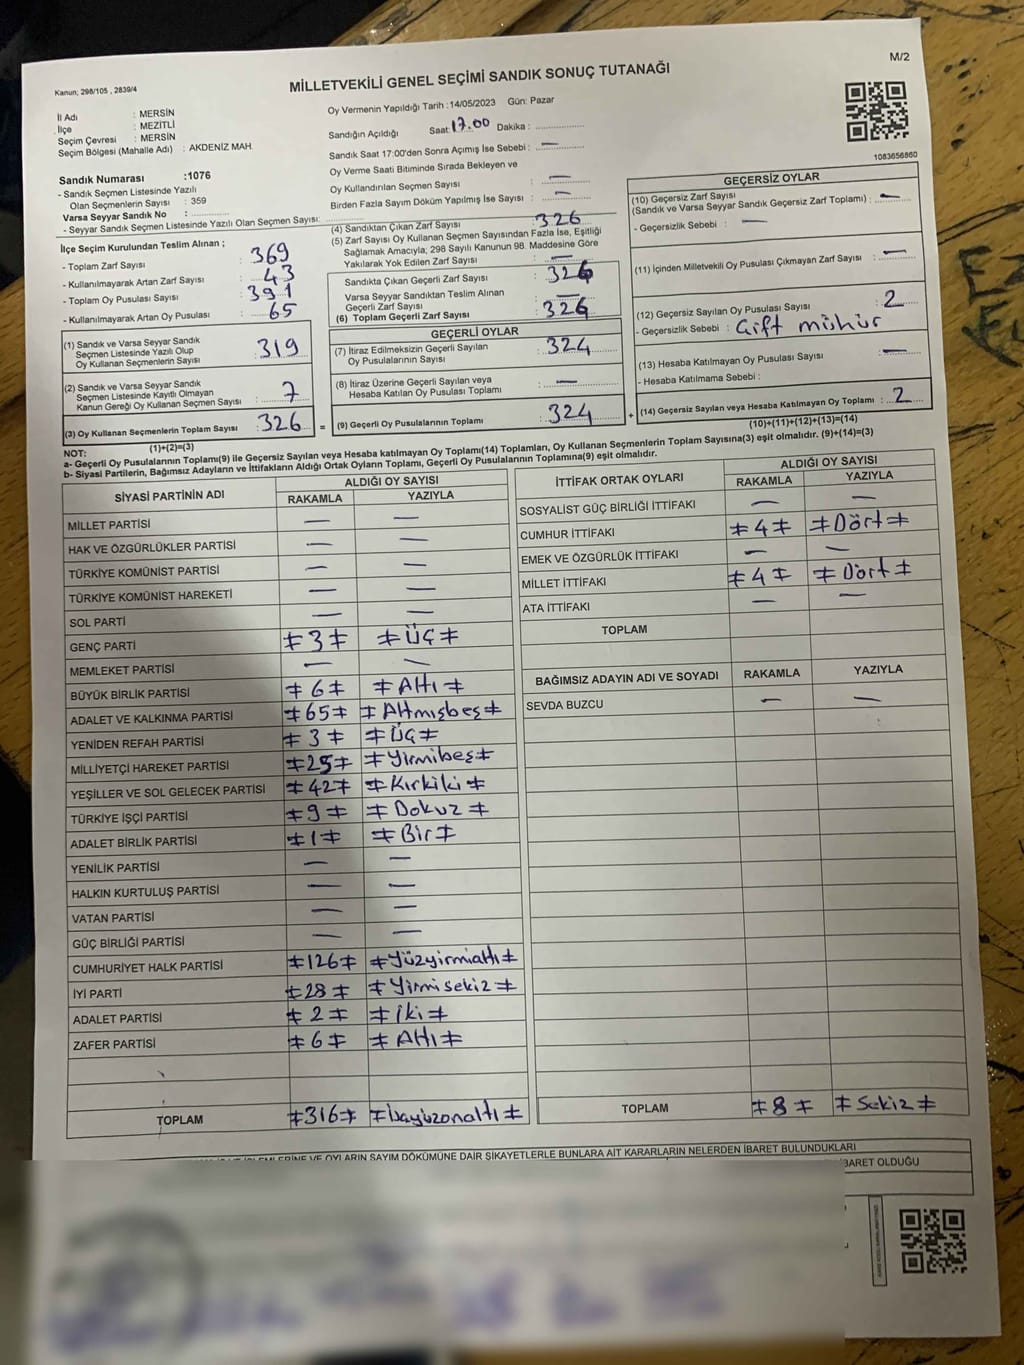 M/2
Kanun; 298/105 , 2839/4
MİLLETVEKİLİ GENEL SEÇİMİ SANDIK SONUÇ TUTANAĞI
İl Adı : MERSİN
İlçe : MEZİTLİ
Seçim Çevresi : MERSİN
Seçim Bölgesi (Mahalle Adı) : AKDENİZ MAH.
Oy Vermenin Yapıldığı Tarih :14/05/2023 Gün: Pazar
Sandığın Açıldığı Saat: 17.00 Dakika: ................
Sandık Saat 17:00'den Sonra Açımış İse Sebebi : —
Oy Verme Saati Bitiminde Sırada Bekleyen ve
Oy Kullandırılan Seçmen Sayısı —
Birden Fazla Sayım Döküm Yapılmış İse Sayısı : —
1083656860
Sandık Numarası :1076
- Sandık Seçmen Listesinde Yazılı
Olan Seçmenlerin Sayısı : 359
Varsa Seyyar Sandık No : ................
- Seyyar Sandık Seçmen Listesinde Yazılı Olan Seçmen Sayısı:
İlçe Seçim Kurulundan Teslim Alınan ;
- Toplam Zarf Sayısı : 369
- Kullanılmayarak Artan Zarf Sayısı : 43
- Toplam Oy Pusulası Sayısı : 391
- Kullanılmayarak Artan Oy Pusulası : 65
(1) Sandık ve Varsa Seyyar Sandık
Seçmen Listesinde Yazılı Olup
Oy Kullanan Seçmenlerin Sayısı : 319
(2) Sandık ve Varsa Seyyar Sandık
Seçmen Listesinde Kayıtlı Olmayan
Kanun Gereği Oy Kullanan Seçmen Sayısı : 7
(3) Oy Kullanan Seçmenlerin Toplam Sayısı : 326 =
(1)+(2)=(3)
(4) Sandıktan Çıkan Zarf Sayısı : 326
(5) Zarf Sayısı Oy Kullanan Seçmen Sayısından Fazla İse, Eşitliği
Sağlamak Amacıyla; 298 Sayılı Kanunun 98. Maddesine Göre
Yakılarak Yok Edilen Zarf Sayısı : —
Sandıkta Çıkan Geçerli Zarf Sayısı : 326
Varsa Seyyar Sandıktan Teslim Alınan
Geçerli Zarf Sayısı : —
(6) Toplam Geçerli Zarf Sayısı : 326
GEÇERLİ OYLAR
(7) İtiraz Edilmeksizin Geçerli Sayılan
Oy Pusulalarının Sayısı : 324
(8) İtiraz Üzerine Geçerli Sayılan veya
Hesaba Katılan Oy Pusulası Toplamı : —
(9) Geçerli Oy Pusulalarının Toplamı : 324 +
GEÇERSİZ OYLAR
(10) Geçersiz Zarf Sayısı
(Sandık ve Varsa Seyyar Sandık Geçersiz Zarf Toplamı) : —
- Geçersizlik Sebebi : —
(11) İçinden Milletvekili Oy Pusulası Çıkmayan Zarf Sayısı : —
(12) Geçersiz Sayılan Oy Pusulası Sayısı : 2
- Geçersizlik Sebebi : Çift mühür
(13) Hesaba Katılmayan Oy Pusulası Sayısı : —
- Hesaba Katılmama Sebebi :
(14) Geçersiz Sayılan veya Hesaba Katılmayan Oy Toplamı : 2
(10)+(11)+(12)+(13)=(14)
NOT:
a- Geçerli Oy Pusulalarının Toplamı(9) ile Geçersiz Sayılan veya Hesaba katılmayan Oy Toplamı(14) Toplamları, Oy Kullanan Seçmenlerin Toplam Sayısına(3) eşit olmalıdır. (9)+(14)=(3)
b- Siyasi Partilerin, Bağımsız Adayların ve İttifakların Aldığı Ortak Oyların Toplamı, Geçerli Oy Pusulalarının Toplamına(9) eşit olmalıdır.
SİYASİ PARTİNİN ADI ALDIĞI OY SAYISI
RAKAMLA YAZIYLA
MİLLET PARTİSİ — —
HAK VE ÖZGÜRLÜKLER PARTİSİ — —
TÜRKİYE KOMÜNİST PARTİSİ — —
TÜRKİYE KOMÜNİST HAREKETİ — —
SOL PARTİ — —
GENÇ PARTİ ≠3≠ ≠Üç≠
MEMLEKET PARTİSİ — —
BÜYÜK BİRLİK PARTİSİ ≠6≠ ≠Altı≠
ADALET VE KALKINMA PARTİSİ ≠65≠ ≠Altmışbeş≠
YENİDEN REFAH PARTİSİ ≠3≠ ≠Üç≠
MİLLİYETÇİ HAREKET PARTİSİ ≠25≠ ≠Yirmibeş≠
YEŞİLLER VE SOL GELECEK PARTİSİ ≠42≠ ≠Kırkiki≠
TÜRKİYE İŞÇİ PARTİSİ ≠9≠ ≠Dokuz≠
ADALET BİRLİK PARTİSİ ≠1≠ ≠Bir≠
YENİLİK PARTİSİ — —
HALKIN KURTULUŞ PARTİSİ — —
VATAN PARTİSİ — —
GÜÇ BİRLİĞİ PARTİSİ — —
CUMHURİYET HALK PARTİSİ ≠126≠ ≠Yüzyirmialtı≠
İYİ PARTİ ≠28≠ ≠Yirmisekiz≠
ADALET PARTİSİ ≠2≠ ≠İki≠
ZAFER PARTİSİ ≠6≠ ≠Altı≠
TOPLAM ≠316≠ ≠Üçyüzonaltı≠
İTTİFAK ORTAK OYLARI ALDIĞI OY SAYISI
RAKAMLA YAZIYLA
SOSYALİST GÜÇ BİRLİĞİ İTTİFAKI — —
CUMHUR İTTİFAKI ≠4≠ ≠Dört≠
EMEK VE ÖZGÜRLÜK İTTİFAKI — —
MİLLET İTTİFAKI ≠4≠ ≠Dört≠
ATA İTTİFAKI — —
TOPLAM
BAĞIMSIZ ADAYIN ADI VE SOYADI RAKAMLA YAZIYLA
SEVDA BUZCU — —
TOPLAM ≠8≠ ≠Sekiz≠
İŞLEMLERİNE VE OYLARIN SAYIM DÖKÜMÜNE DAİR ŞİKAYETLERLE BUNLARA AİT KARARLARIN NELERDEN İBARET BULUNDUKLARI
İBARET OLDUĞU